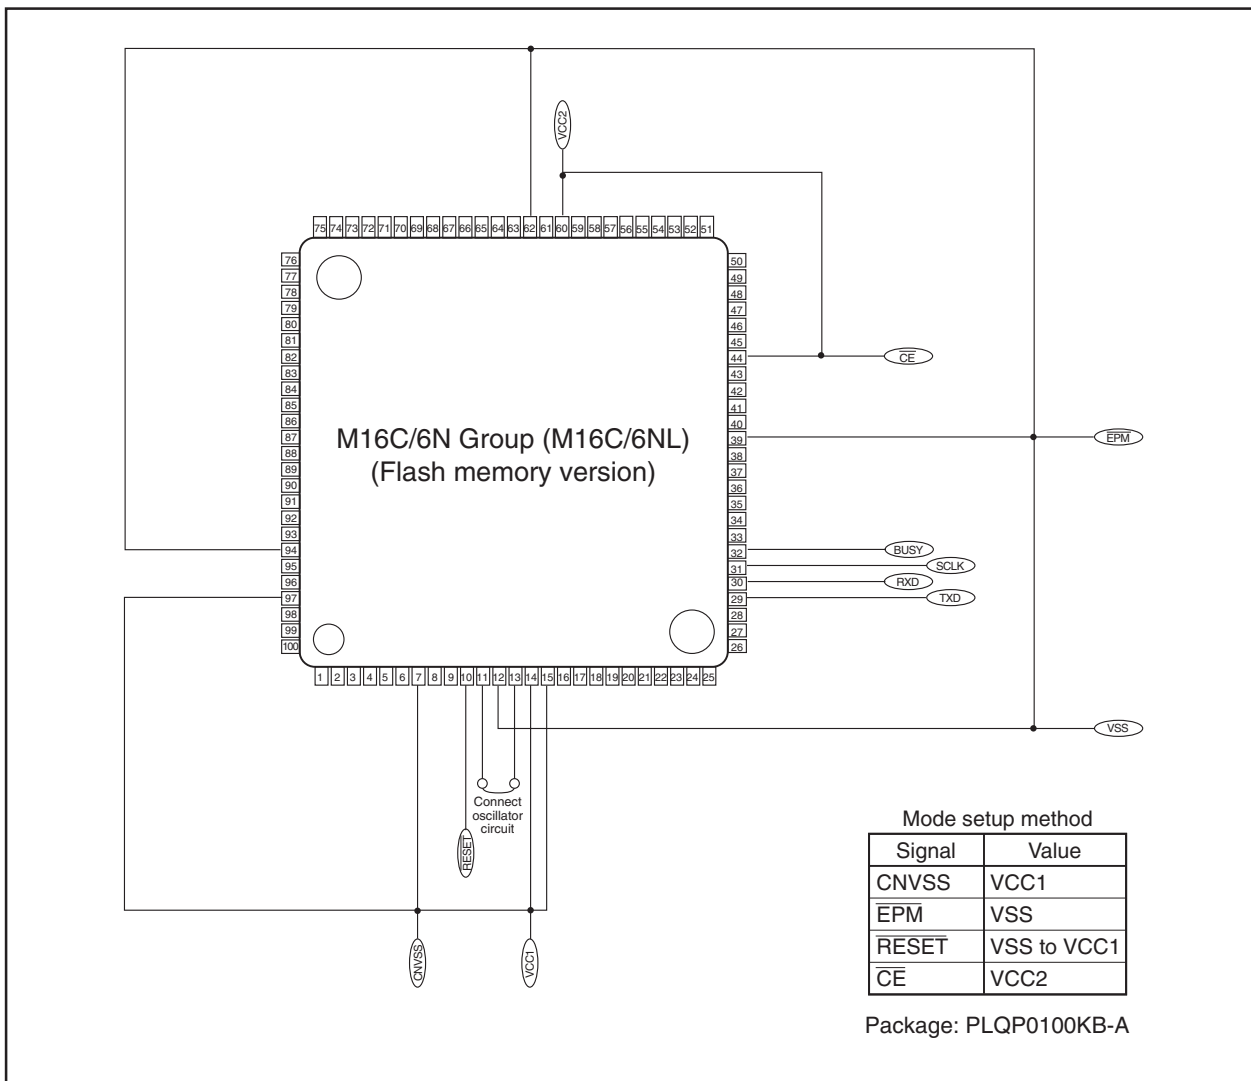 VCC2
75 74 73 72 71 70 69 68 67 66 65 64 63 62 61 60 59 58 57 56 55 54 53 52 51
76
77
78
79
80
81
82
83
84
85
86
87
88
89
90
91
92
93
94
95
96
97
98
99
100
M16C/6N Group (M16C/6NL)
(Flash memory version)
50
49
48
47
46
45
44
43
42
41
40
39
38
37
36
35
34
33
32
31
30
29
28
27
26
CE
EPM
BUSY
SCLK
RXD
TXD
1 2 3 4 5 6 7 8 9 10 11 12 13 14 15 16 17 18 19 20 21 22 23 24 25
VSS
Connect
oscillator
circuit
RESET
CNVSS
VCC1
Mode setup method
Signal Value
CNVSS VCC1
EPM VSS
RESET VSS to VCC1
CE VCC2
Package: PLQP0100KB-A